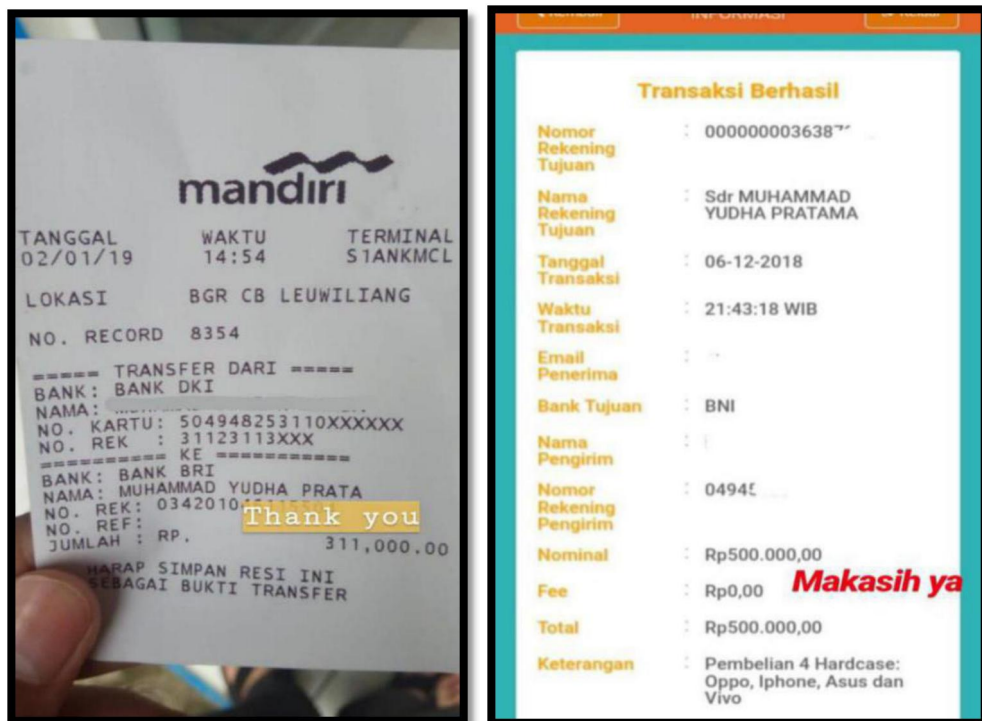 mandırı
TANGGAL WAKTU TERMINAL
02/01/19 14:54 S1ANKMCL
LOKASI BGR CB LEUWILIANG
NO. RECORD 8354
===== TRANSFER DARI =====
BANK: BANK DKI
NAMA:
NO. KARTU: 504948253110XXXXXX
NO. REK : 31123113XXX
========== KE ===========
BANK: BANK BRI
NAMA: MUHAMMAD YUDHA PRATA
NO. REK:
Thank you
NO. REF:
JUMLAH : RP. 311,000.00
HARAP SIMPAN RESI INI
SEBAGAI BUKTI TRANSFER
INFORMASI
Transaksi Berhasil
Nomor : 0000000036387
Rekening
Tujuan
Nama : Sdr MUHAMMAD
Rekening YUDHA PRATAMA
Tujuan
Tanggal : 06-12-2018
Transaksi
Waktu : 21:43:18 WIB
Transaksi
Email :
Penerima
Bank Tujuan : BNI
Nama :
Pengirim
Nomor : 0494
Rekening
Pengirim
Nominal : Rp500.000,00
Makasih ya
Fee : Rp0,00
Total : Rp500.000,00
Keterangan : Pembelian 4 Hardcase:
Oppo, Iphone, Asus dan
Vivo